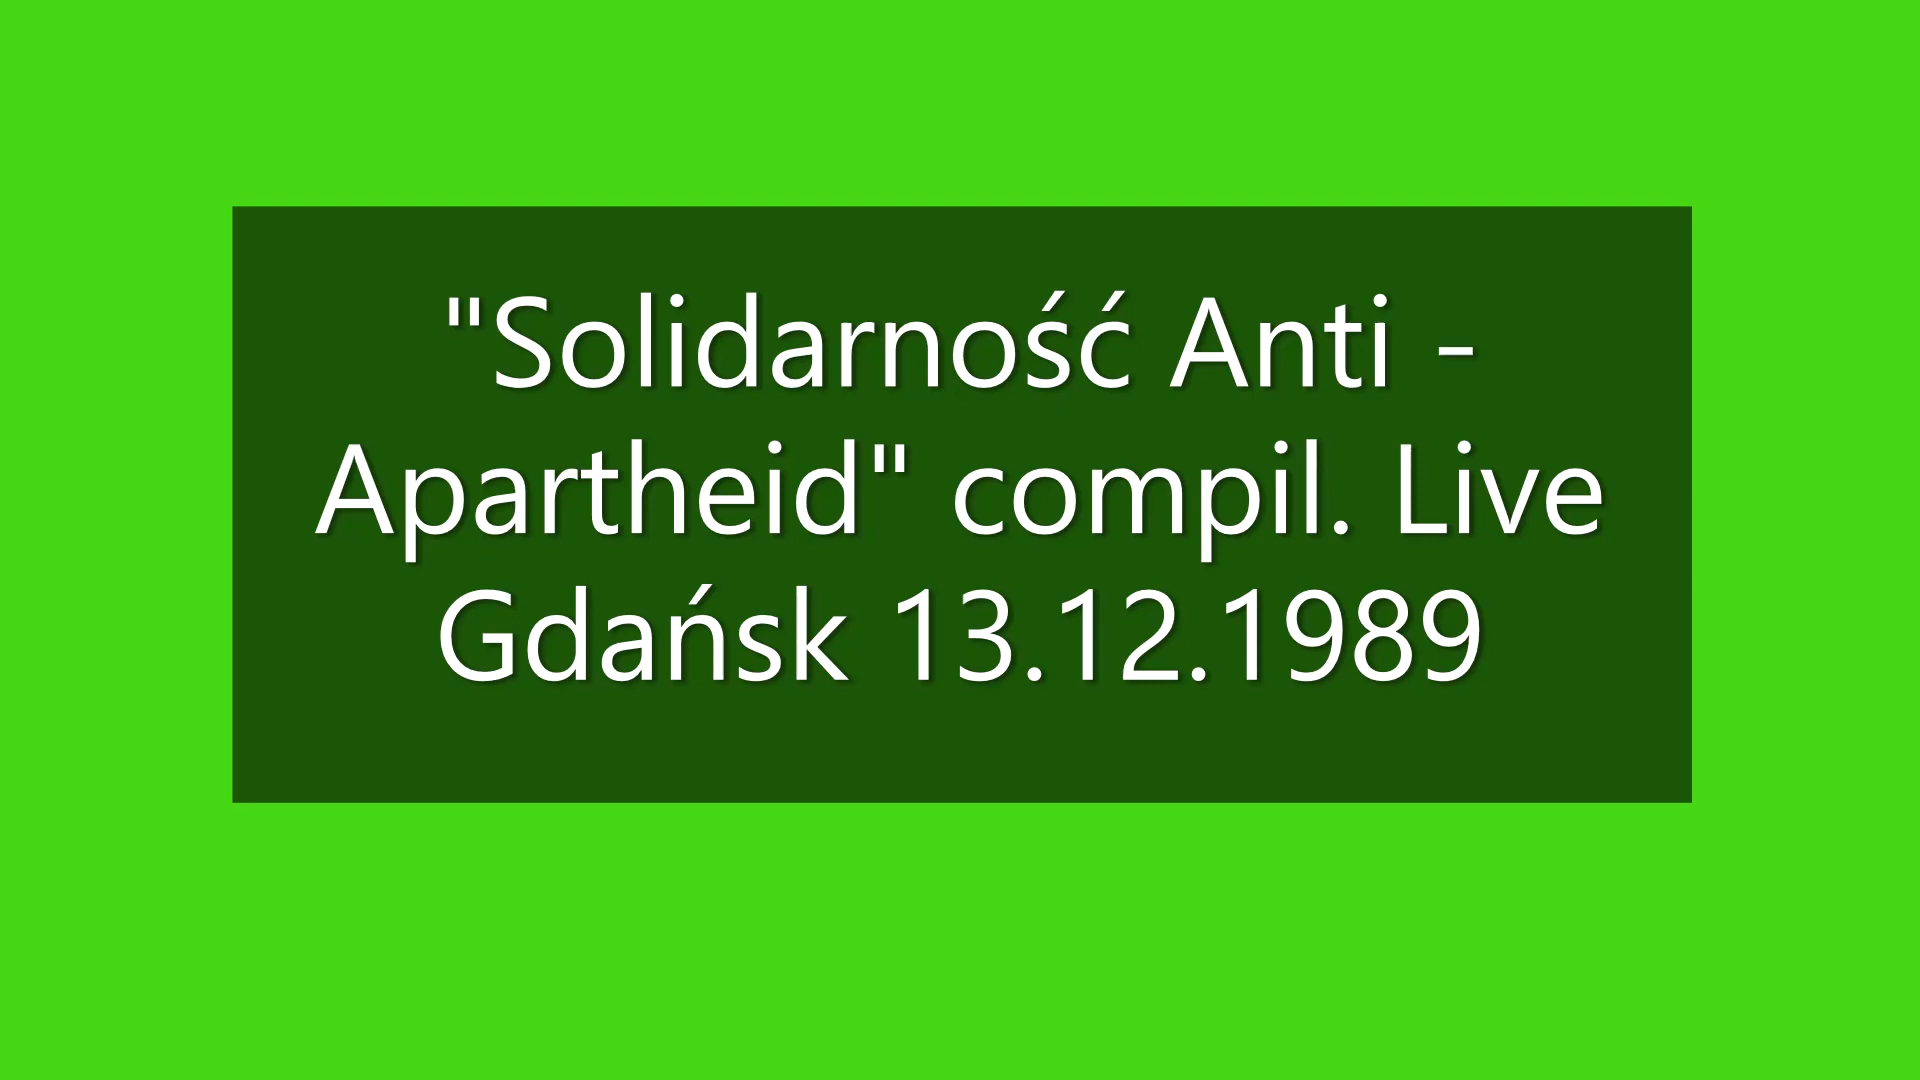 "Solidarność Anti -
Apartheid" compil. Live
Gdańsk 13.12.1989